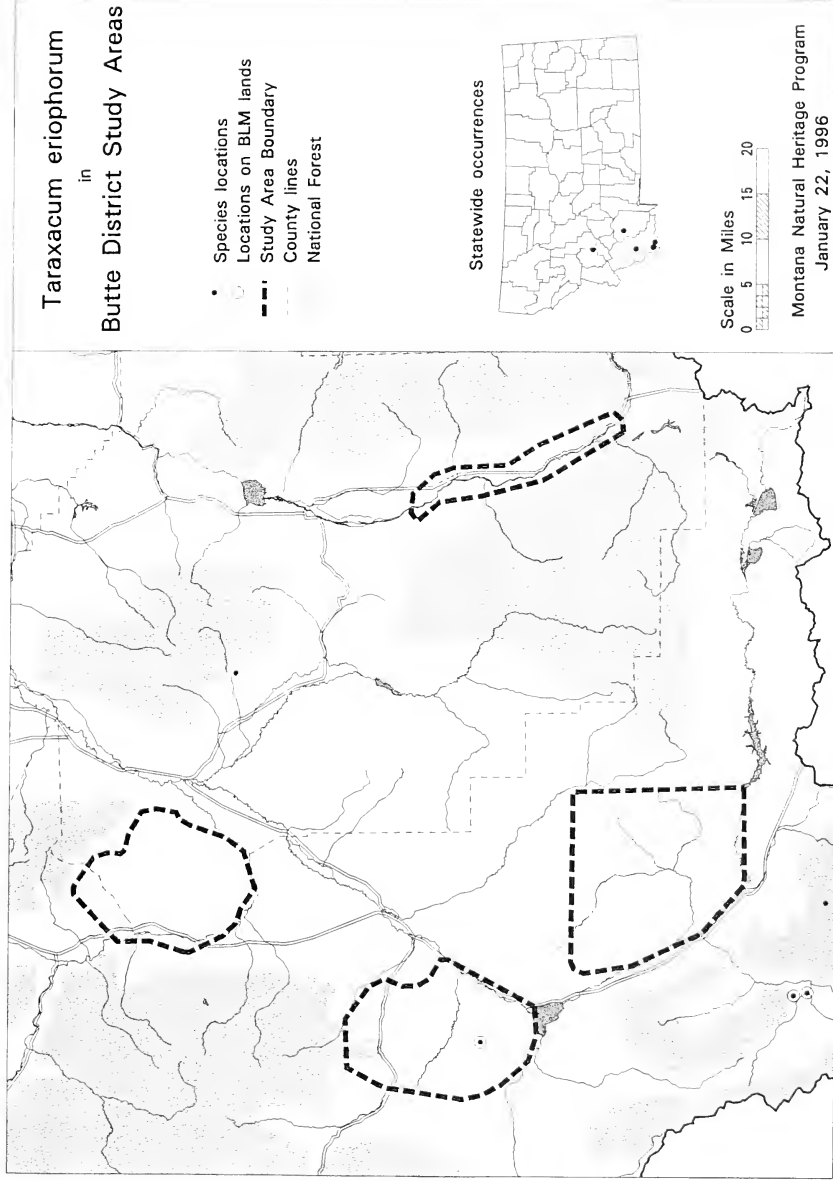 Taraxacum eriophorum
in
Butte District Study Areas
Species locations
Locations on BLM lands
Study Area Boundary
County lines
National Forest
Statewide occurrences
Scale in Miles
0 5 10 15 20
Montana Natural Heritage Program
January 22, 1996